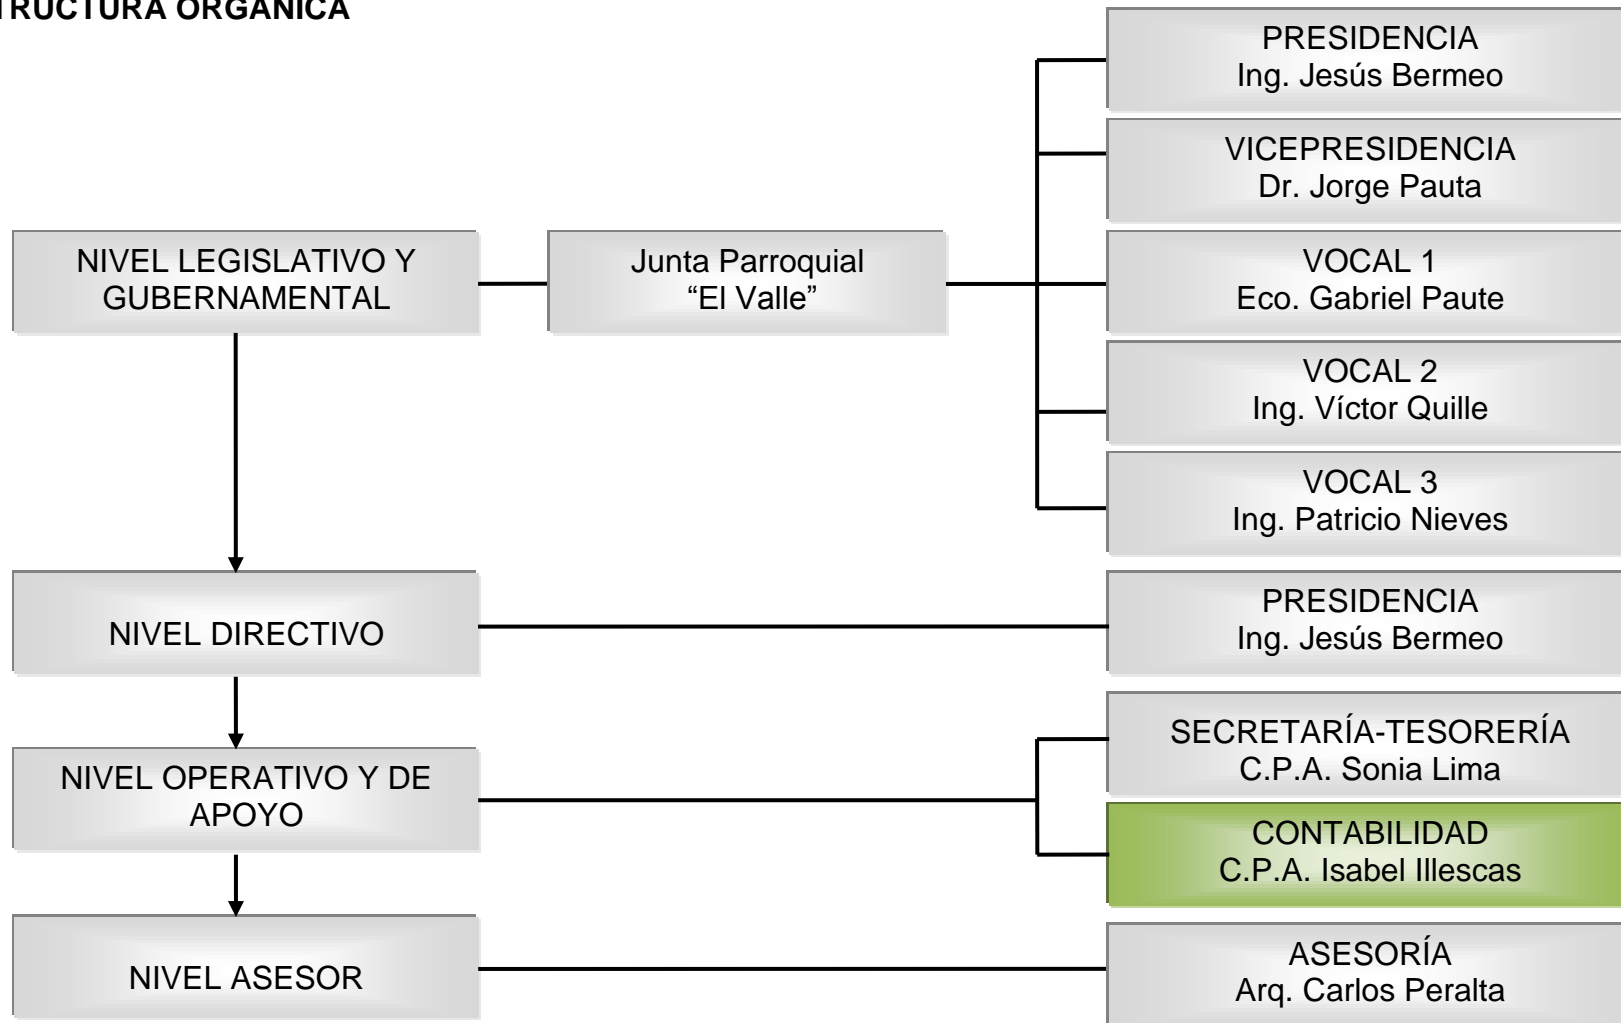 TRUCTURA ORGÁNICA
PRESIDENCIA
Ing. Jesús Bermeo
VICEPRESIDENCIA
Dr. Jorge Pauta
NIVEL LEGISLATIVO Y
GUBERNAMENTAL
Junta Parroquial
“El Valle”
VOCAL 1
Eco. Gabriel Paute
VOCAL 2
Ing. Víctor Quille
VOCAL 3
Ing. Patricio Nieves
NIVEL DIRECTIVO
PRESIDENCIA
Ing. Jesús Bermeo
NIVEL OPERATIVO Y DE
APOYO
SECRETARÍA-TESORERÍA
C.P.A. Sonia Lima
CONTABILIDAD
C.P.A. Isabel Illescas
NIVEL ASESOR
ASESORÍA
Arq. Carlos Peralta